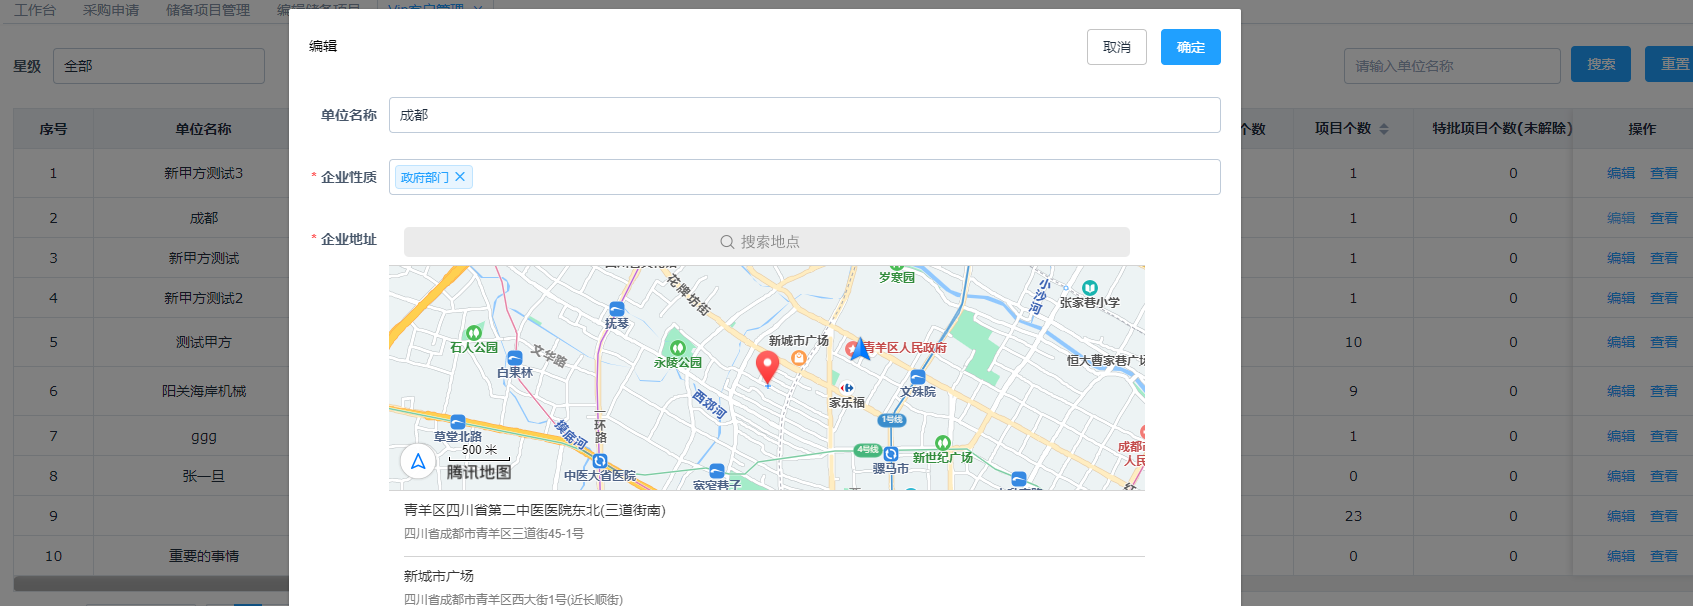 工作台 采购申请 储备项目管理 编辑储备项目 Vip客户管理
星级 全部
请输入单位名称 搜索 重置
编辑 取消 确定
单位名称 成都
* 企业性质 政府部门
* 企业地址 搜索地点
序号 单位名称 个数 项目个数 特批项目个数(未解除) 操作
1 新甲方测试3 1 0 编辑 查看
2 成都 1 0 编辑 查看
3 新甲方测试 1 0 编辑 查看
4 新甲方测试2 1 0 编辑 查看
5 测试甲方 10 0 编辑 查看
6 阳关海岸机械 9 0 编辑 查看
7 ggg 1 0 编辑 查看
8 张一旦 0 0 编辑 查看
9 23 0 编辑 查看
10 重要的事情 0 0 编辑 查看
岁寒园
花牌坊街
小沙河
张家巷小学
抚琴
石人公园
文华路
白果林
永陵公园
新城市广场
青羊区人民政府
恒大曹家巷广场
文殊院
家乐福
西郊河
1号线
一环路
摸底河
草堂北路
500 米
腾讯地图
中医大省医院
宽窄巷子
4号线
骡马市
新世纪广场
成都市
人民
青羊区四川省第二中医医院东北(三道街南)
四川省成都市青羊区三道街45-1号
新城市广场
四川省成都市青羊区西大街1号(近长顺街)